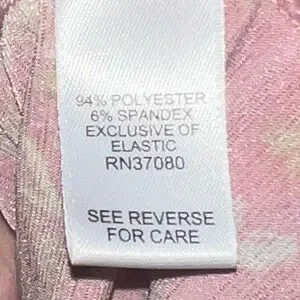 94% POLYESTER
6% SPANDEX
EXCLUSIVE OF
ELASTIC
RN37080
SEE REVERSE
FOR CARE